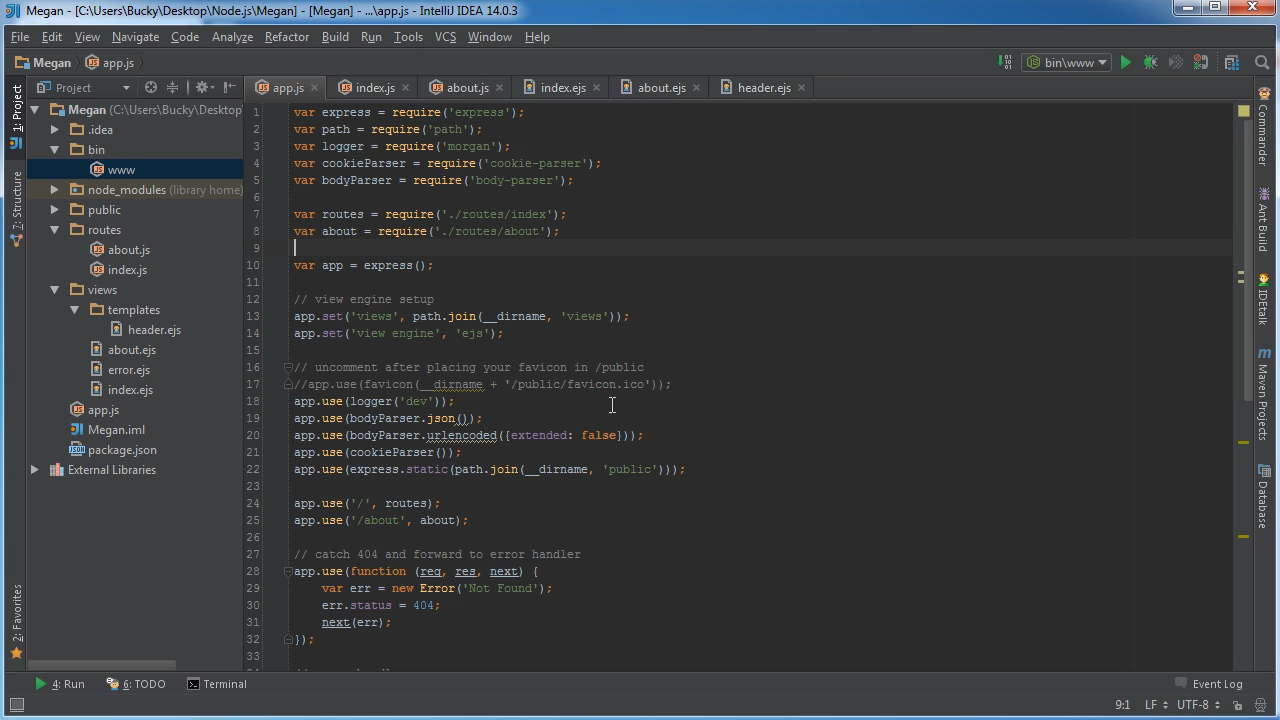 Megan - [C:\Users\Bucky\Desktop\Node.js\Megan] - [Megan] - ...\app.js - IntelliJ IDEA 14.0.3
File Edit View Navigate Code Analyze Refactor Build Run Tools VCS Window Help
Megan app.js bin\www
Project app.js index.js about.js index.ejs about.ejs header.ejs
1: Project
7: Structure
2: Favorites
Megan (C:\Users\Bucky\Desktop
.idea
bin
www
node_modules (library home)
public
routes
about.js
index.js
views
templates
header.ejs
about.ejs
error.ejs
index.ejs
app.js
Megan.iml
package.json
External Libraries
1 var express = require('express');
2 var path = require('path');
3 var logger = require('morgan');
4 var cookieParser = require('cookie-parser');
5 var bodyParser = require('body-parser');
6
7 var routes = require('./routes/index');
8 var about = require('./routes/about');
9
10 var app = express();
11
12 // view engine setup
13 app.set('views', path.join(__dirname, 'views'));
14 app.set('view engine', 'ejs');
15
16 // uncomment after placing your favicon in /public
17 //app.use(favicon(__dirname + '/public/favicon.ico'));
18 app.use(logger('dev'));
19 app.use(bodyParser.json());
20 app.use(bodyParser.urlencoded({extended: false}));
21 app.use(cookieParser());
22 app.use(express.static(path.join(__dirname, 'public')));
23
24 app.use('/', routes);
25 app.use('/about', about);
26
27 // catch 404 and forward to error handler
28 app.use(function (req, res, next) {
29 var err = new Error('Not Found');
30 err.status = 404;
31 next(err);
32 });
33
Commander
Ant Build
IDEtalk
Maven Projects
Database
4: Run 6: TODO Terminal Event Log
9:1 LF UTF-8